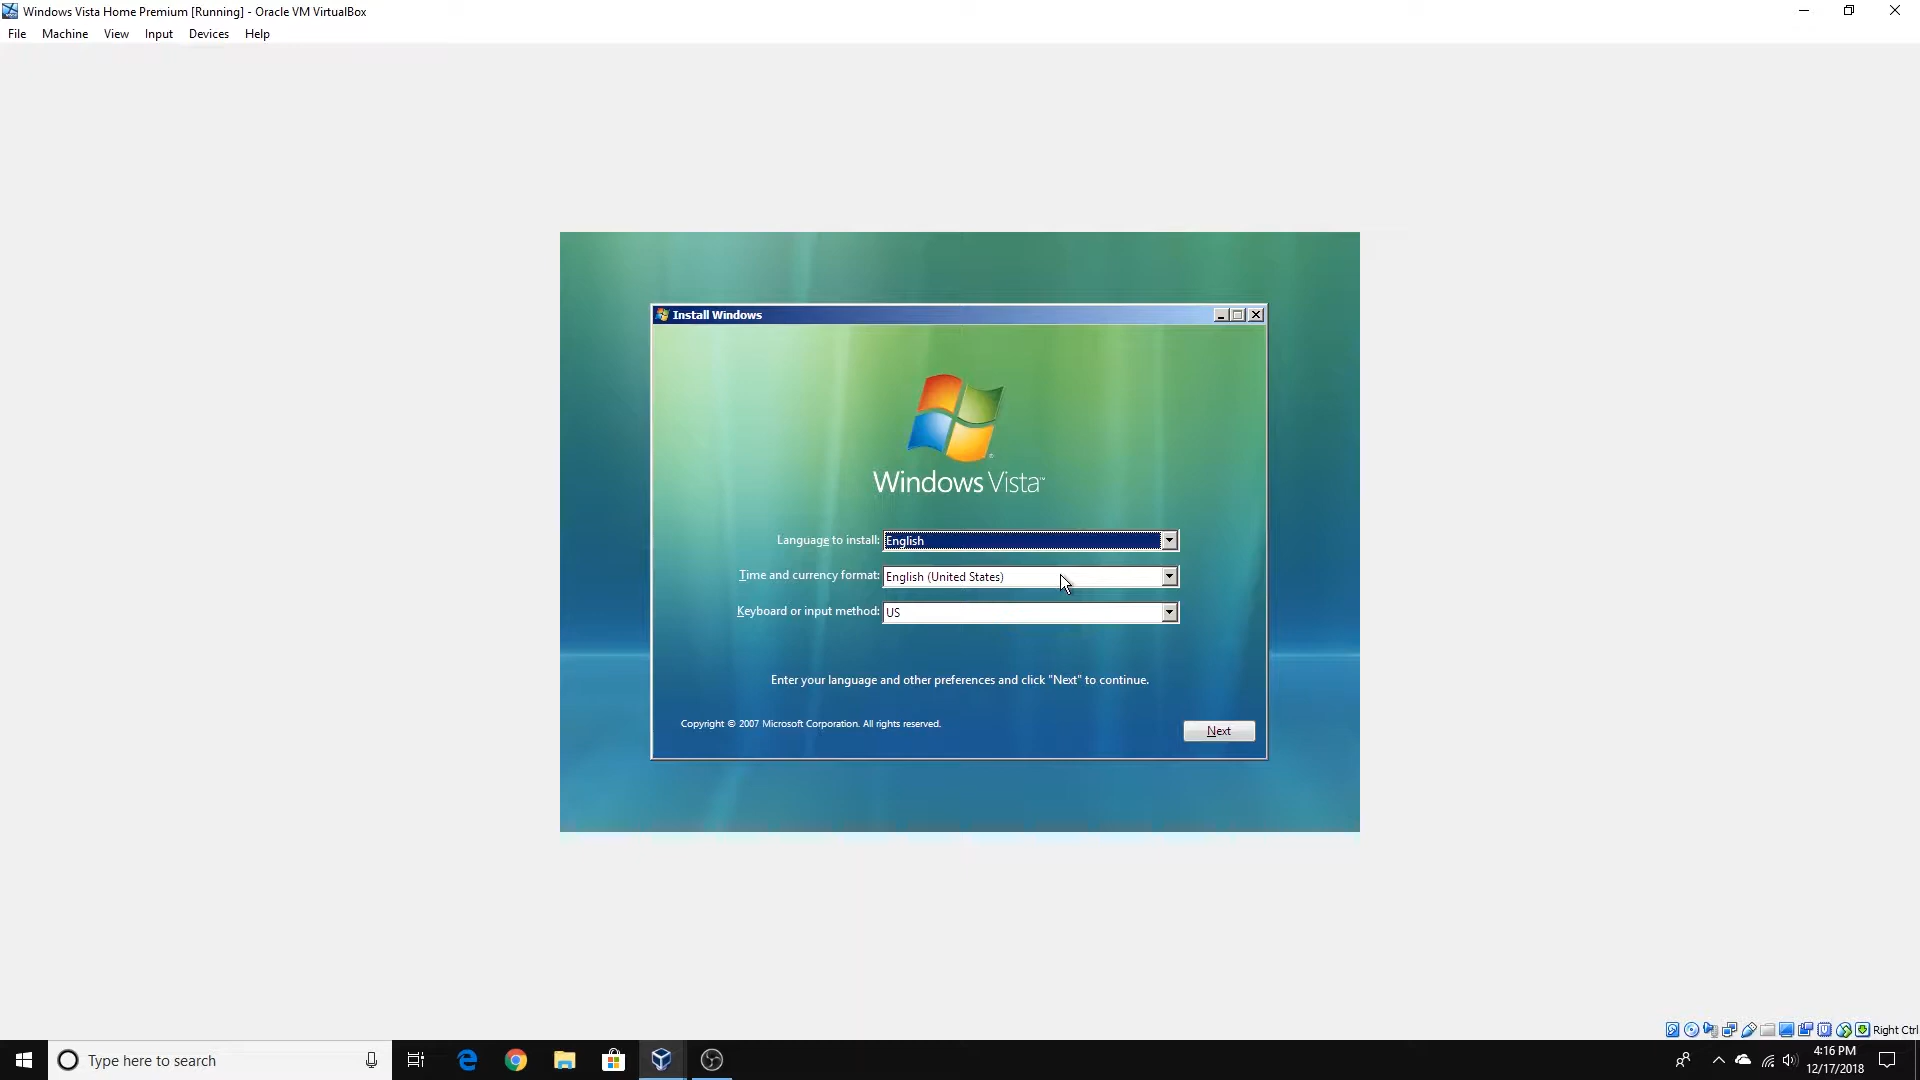 Windows Vista Home Premium [Running] - Oracle VM VirtualBox
File Machine View Input Devices Help
Install Windows
Windows Vista™
Language to install: English
Time and currency format: English (United States)
Keyboard or input method: US
Enter your language and other preferences and click "Next" to continue.
Copyright © 2007 Microsoft Corporation. All rights reserved.
Next
Right Ctrl
Type here to search
4:16 PM
12/17/2018